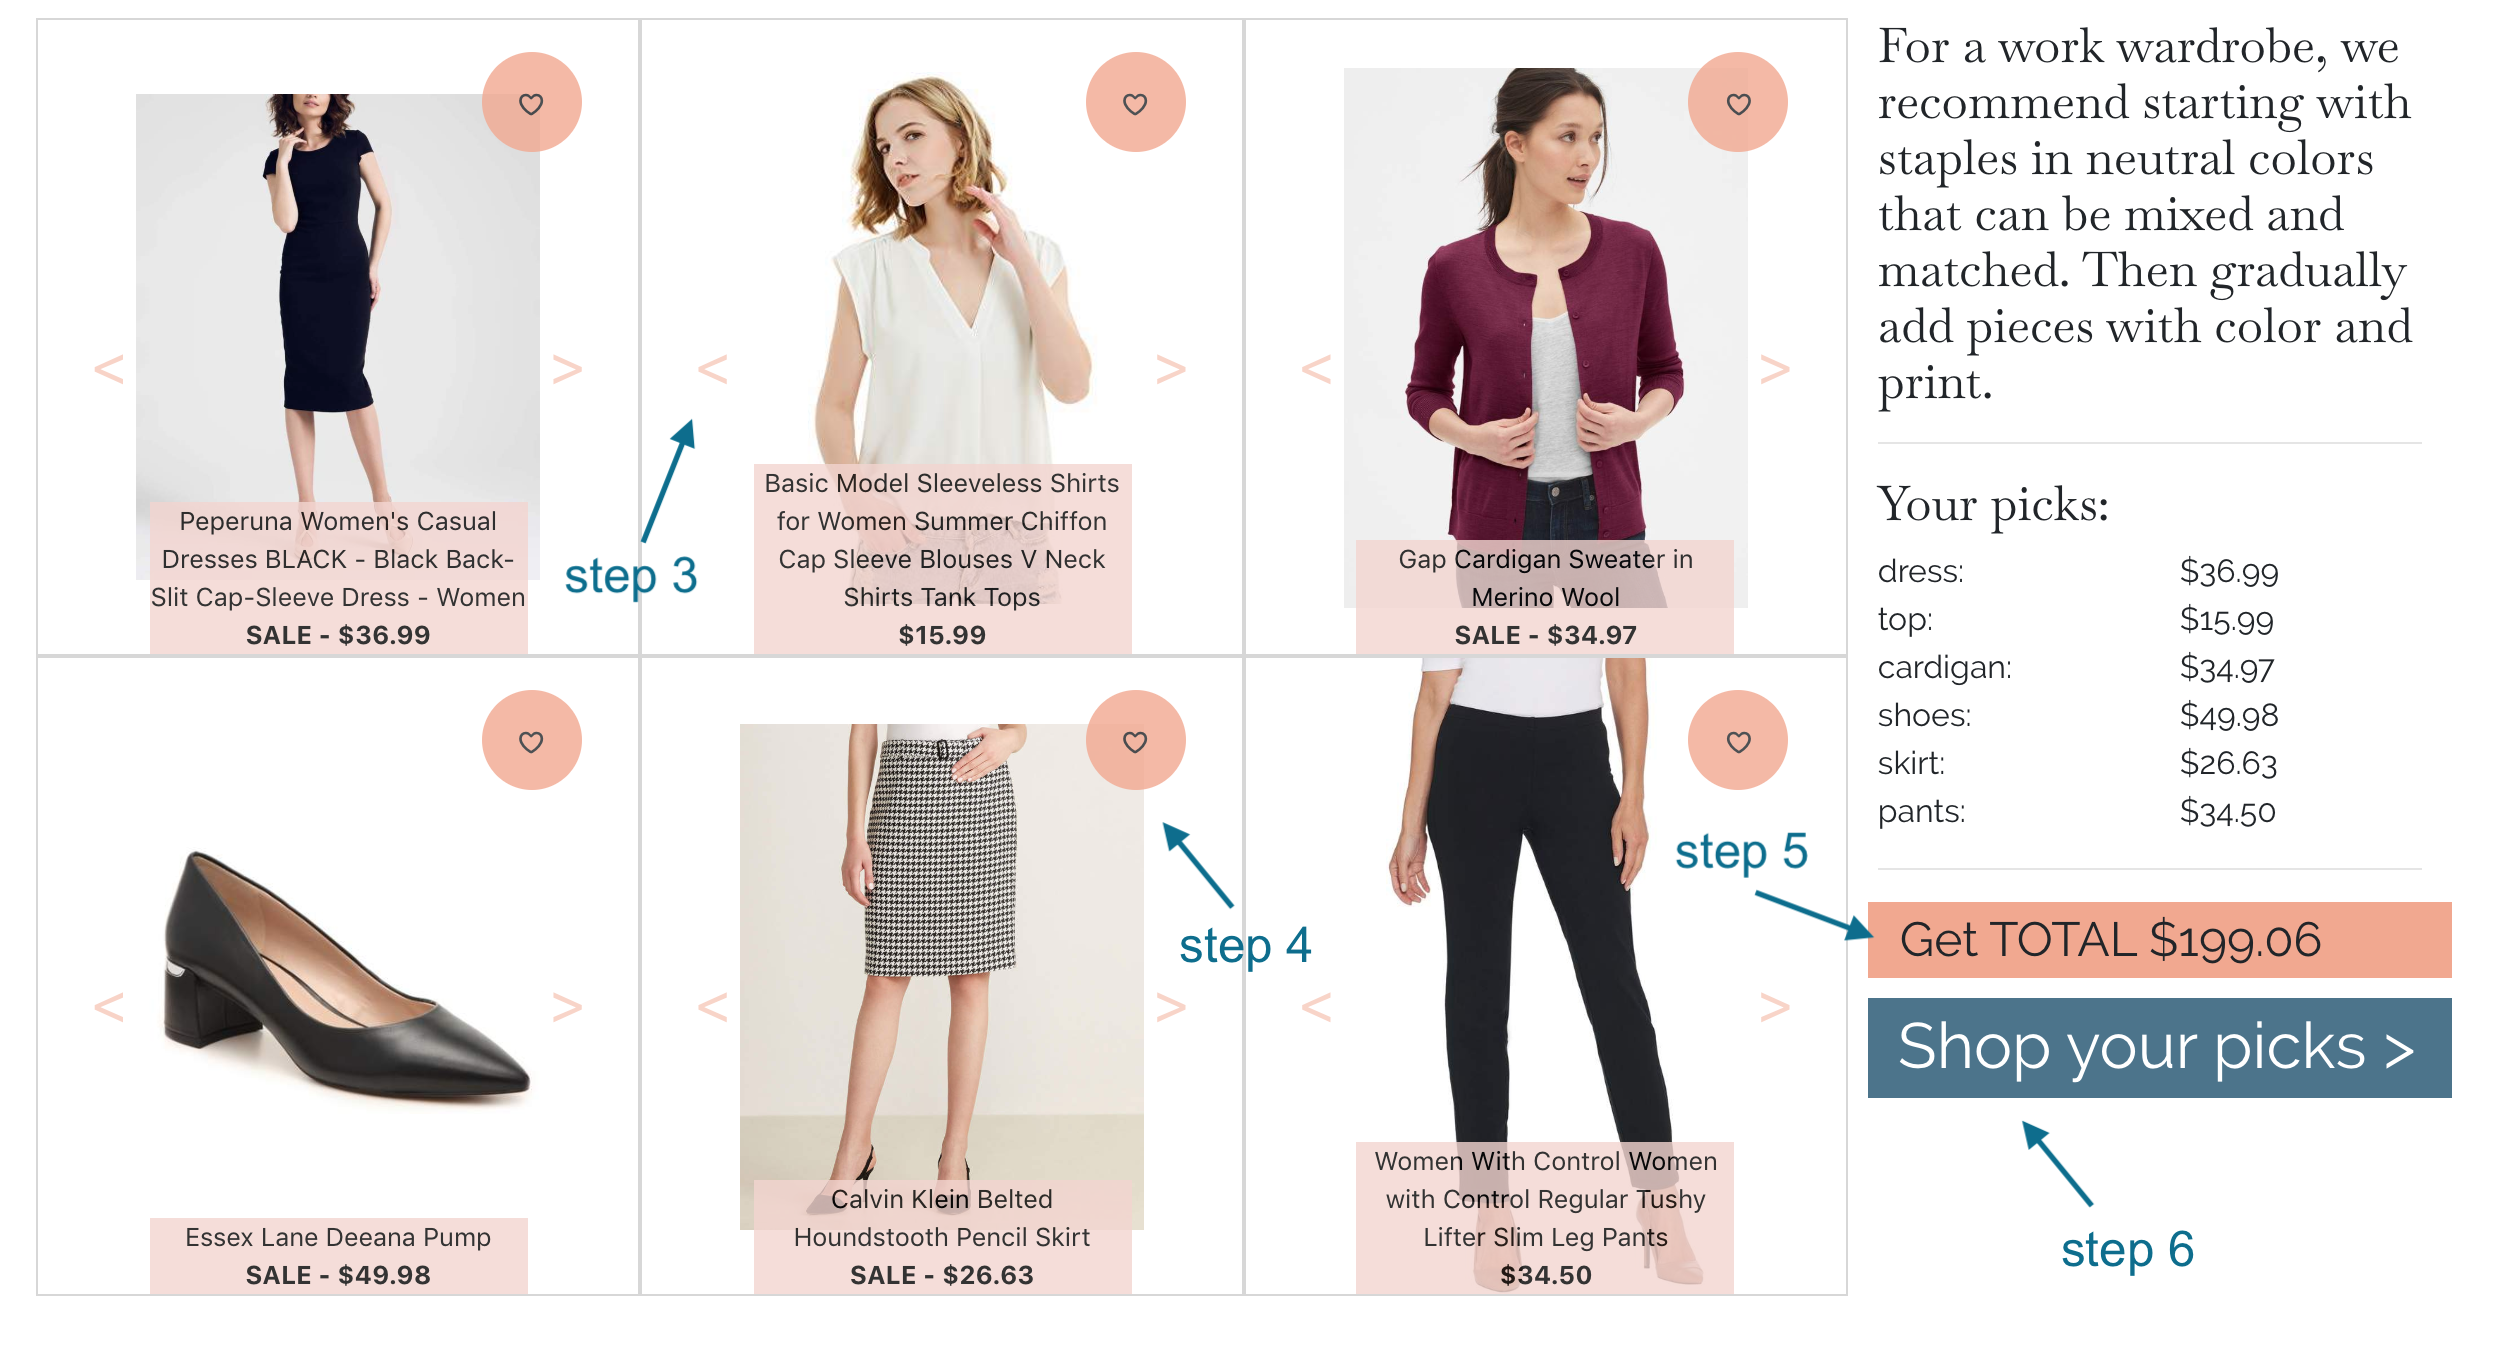 <
>
Peperuna Women's Casual
Dresses BLACK - Black Back-
Slit Cap-Sleeve Dress - Women
SALE - $36.99
step 3
<
>
Basic Model Sleeveless Shirts
for Women Summer Chiffon
Cap Sleeve Blouses V Neck
Shirts Tank Tops
$15.99
<
>
Gap Cardigan Sweater in
Merino Wool
SALE - $34.97
<
>
Essex Lane Deeana Pump
SALE - $49.98
<
>
step 4
Calvin Klein Belted
Houndstooth Pencil Skirt
SALE - $26.63
<
>
step 5
Women With Control Women
with Control Regular Tushy
Lifter Slim Leg Pants
$34.50
For a work wardrobe, we
recommend starting with
staples in neutral colors
that can be mixed and
matched. Then gradually
add pieces with color and
print.
Your picks:
dress: $36.99
top: $15.99
cardigan: $34.97
shoes: $49.98
skirt: $26.63
pants: $34.50
Get TOTAL $199.06
Shop your picks >
step 6